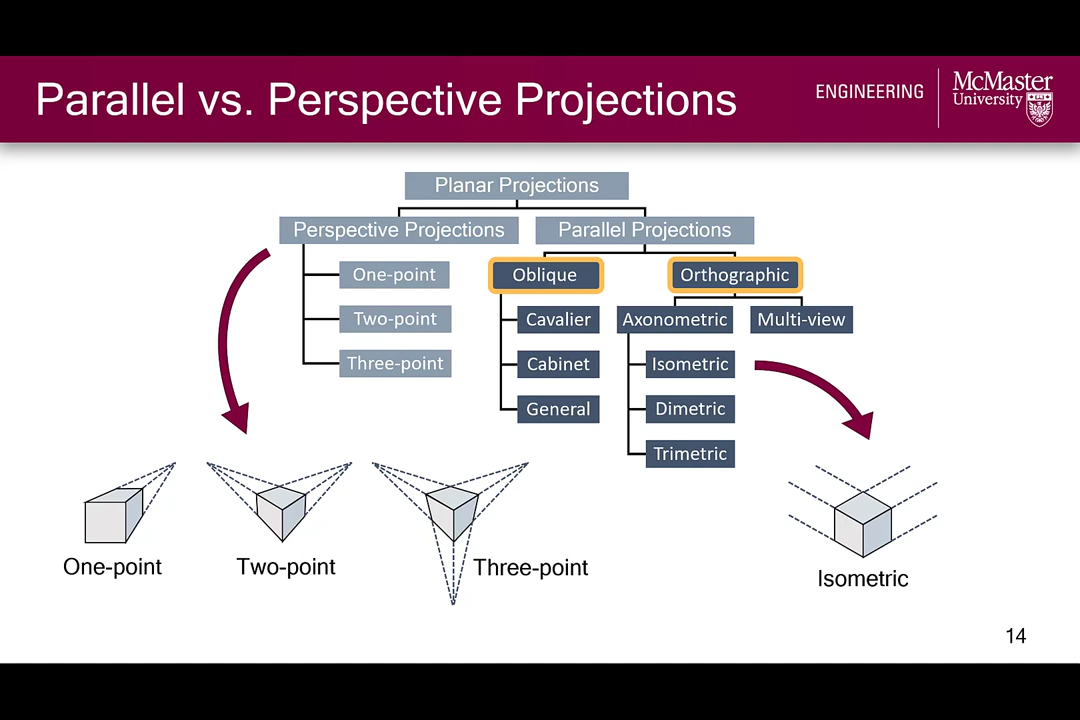 Parallel vs. Perspective Projections
ENGINEERING
McMaster
University
Planar Projections
Perspective Projections
Parallel Projections
One-point
Oblique
Orthographic
Two-point
Cavalier
Axonometric
Multi-view
Three-point
Cabinet
Isometric
General
Dimetric
Trimetric
One-point
Two-point
Three-point
Isometric
14